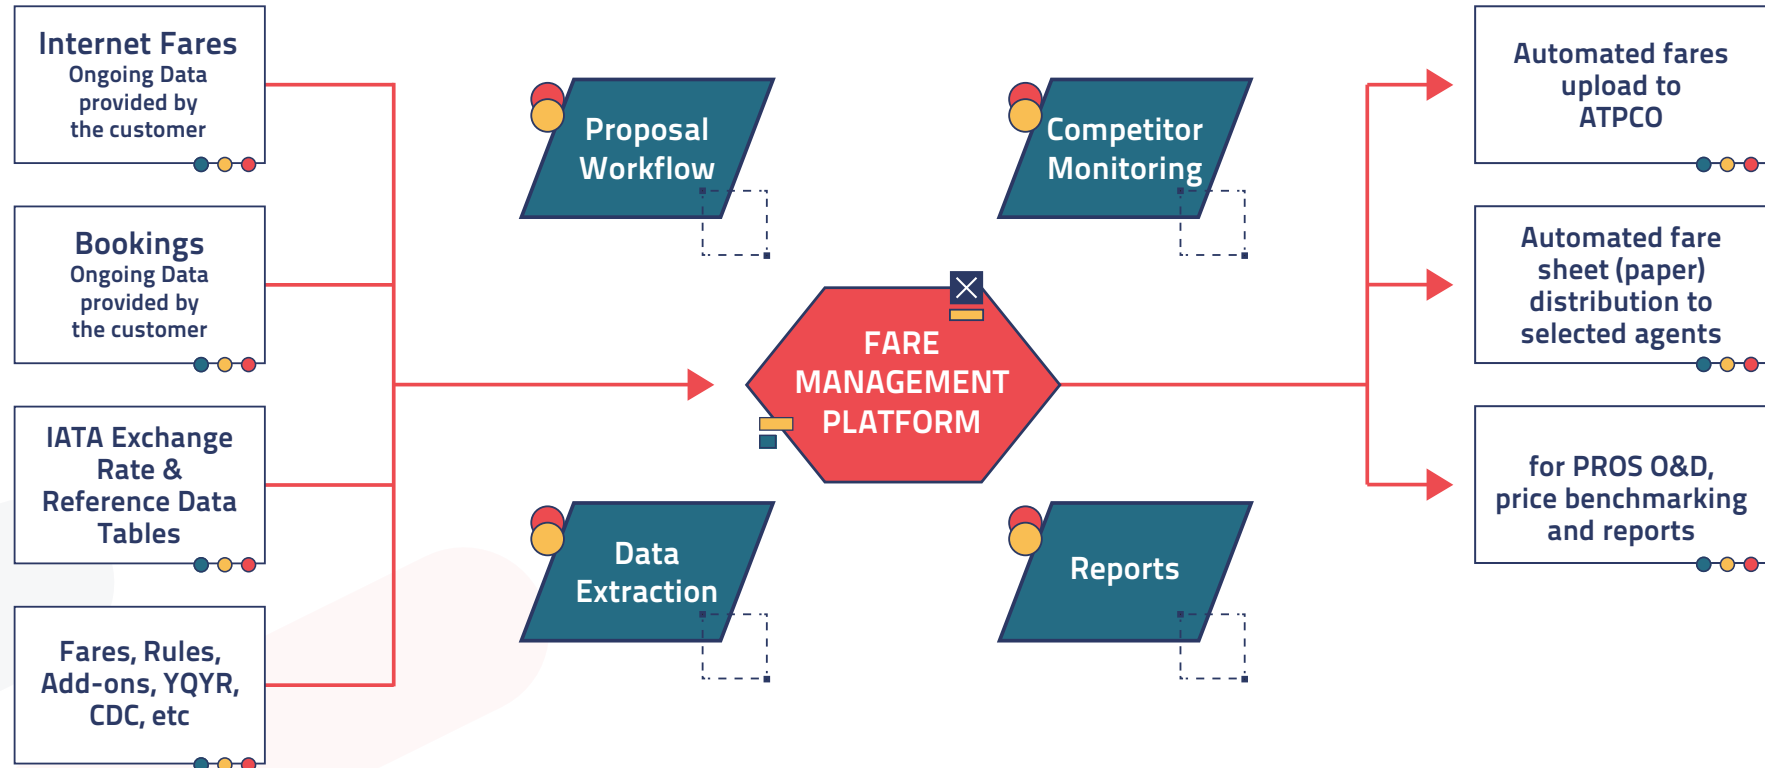 Internet Fares
Ongoing Data
provided by
the customer
Bookings
Ongoing Data
provided by
the customer
IATA Exchange
Rate &
Reference Data
Tables
Fares, Rules,
Add-ons, YQYR,
CDC, etc
Proposal
Workflow
Competitor
Monitoring
FARE
MANAGEMENT
PLATFORM
Data
Extraction
Reports
Automated fares
upload to
ATPCO
Automated fare
sheet (paper)
distribution to
selected agents
for PROS O&D,
price benchmarking
and reports